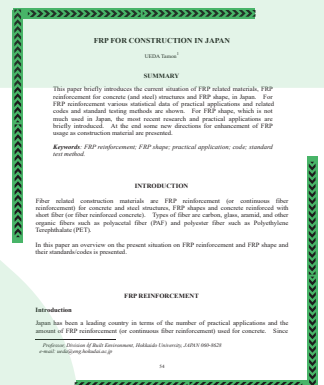 FRP FOR CONSTRUCTION IN JAPAN
UEDA Tamon¹
SUMMARY
This paper briefly introduces the current situation of FRP related materials, FRP
reinforcement for concrete (and steel) structures and FRP shape, in Japan. For
FRP reinforcement various statistical data of practical applications and related
codes and standard testing methods are shown. For FRP shape, which is not
much used in Japan, the most recent research and practical applications are
briefly introduced. At the end some new directions for enhancement of FRP
usage as construction material are presented.
Keywords: FRP reinforcement; FRP shape; practical application; code; standard
test method.
INTRODUCTION
Fiber related construction materials are FRP reinforcement (or continuous fiber
reinforcement) for concrete and steel structures, FRP shapes and concrete reinforced with
short fiber (or fiber reinforced concrete). Types of fiber are carbon, glass, aramid, and other
organic fibers such as polyacetal fiber (PAF) and polyester fiber such as Polyethylene
Terephthalate (PET).
In this paper an overview on the present situation on FRP reinforcement and FRP shape and
their standards/codes is presented.
FRP REINFORCEMENT
Introduction
Japan has been a leading country in terms of the number of practical applications and the
amount of FRP reinforcement (or continuous fiber reinforcement) used for concrete. Since
Professor, Division of Built Environment, Hokkaido University, JAPAN 060-8628
e-mail: ueda@eng.hokudai.ac.jp
54